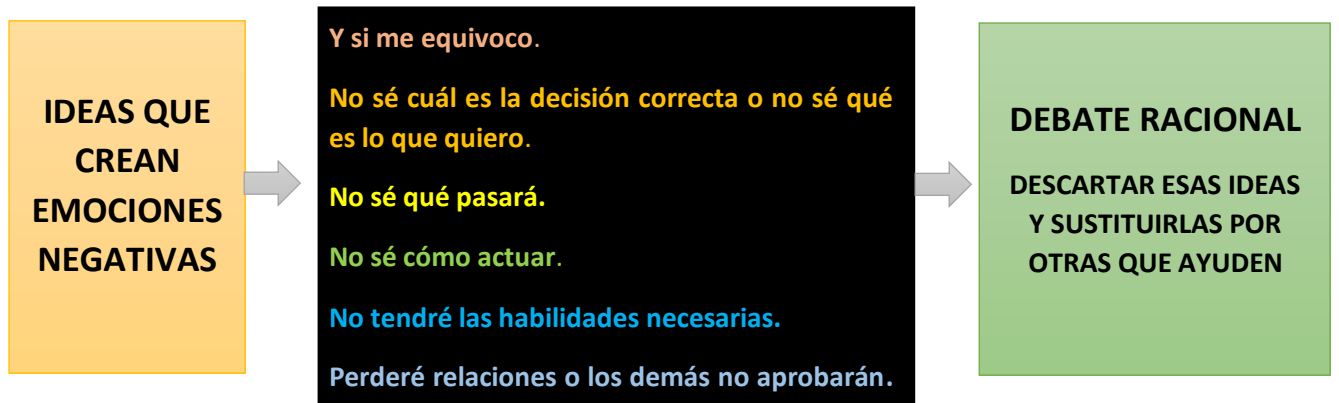 IDEAS QUE
CREAN
EMOCIONES
NEGATIVAS
Y si me equivoco.
No sé cuál es la decisión correcta o no sé qué
es lo que quiero.
No sé qué pasará.
No sé cómo actuar.
No tendré las habilidades necesarias.
Perderé relaciones o los demás no aprobarán.
DEBATE RACIONAL
DESCARTAR ESAS IDEAS
Y SUSTITUIRLAS POR
OTRAS QUE AYUDEN